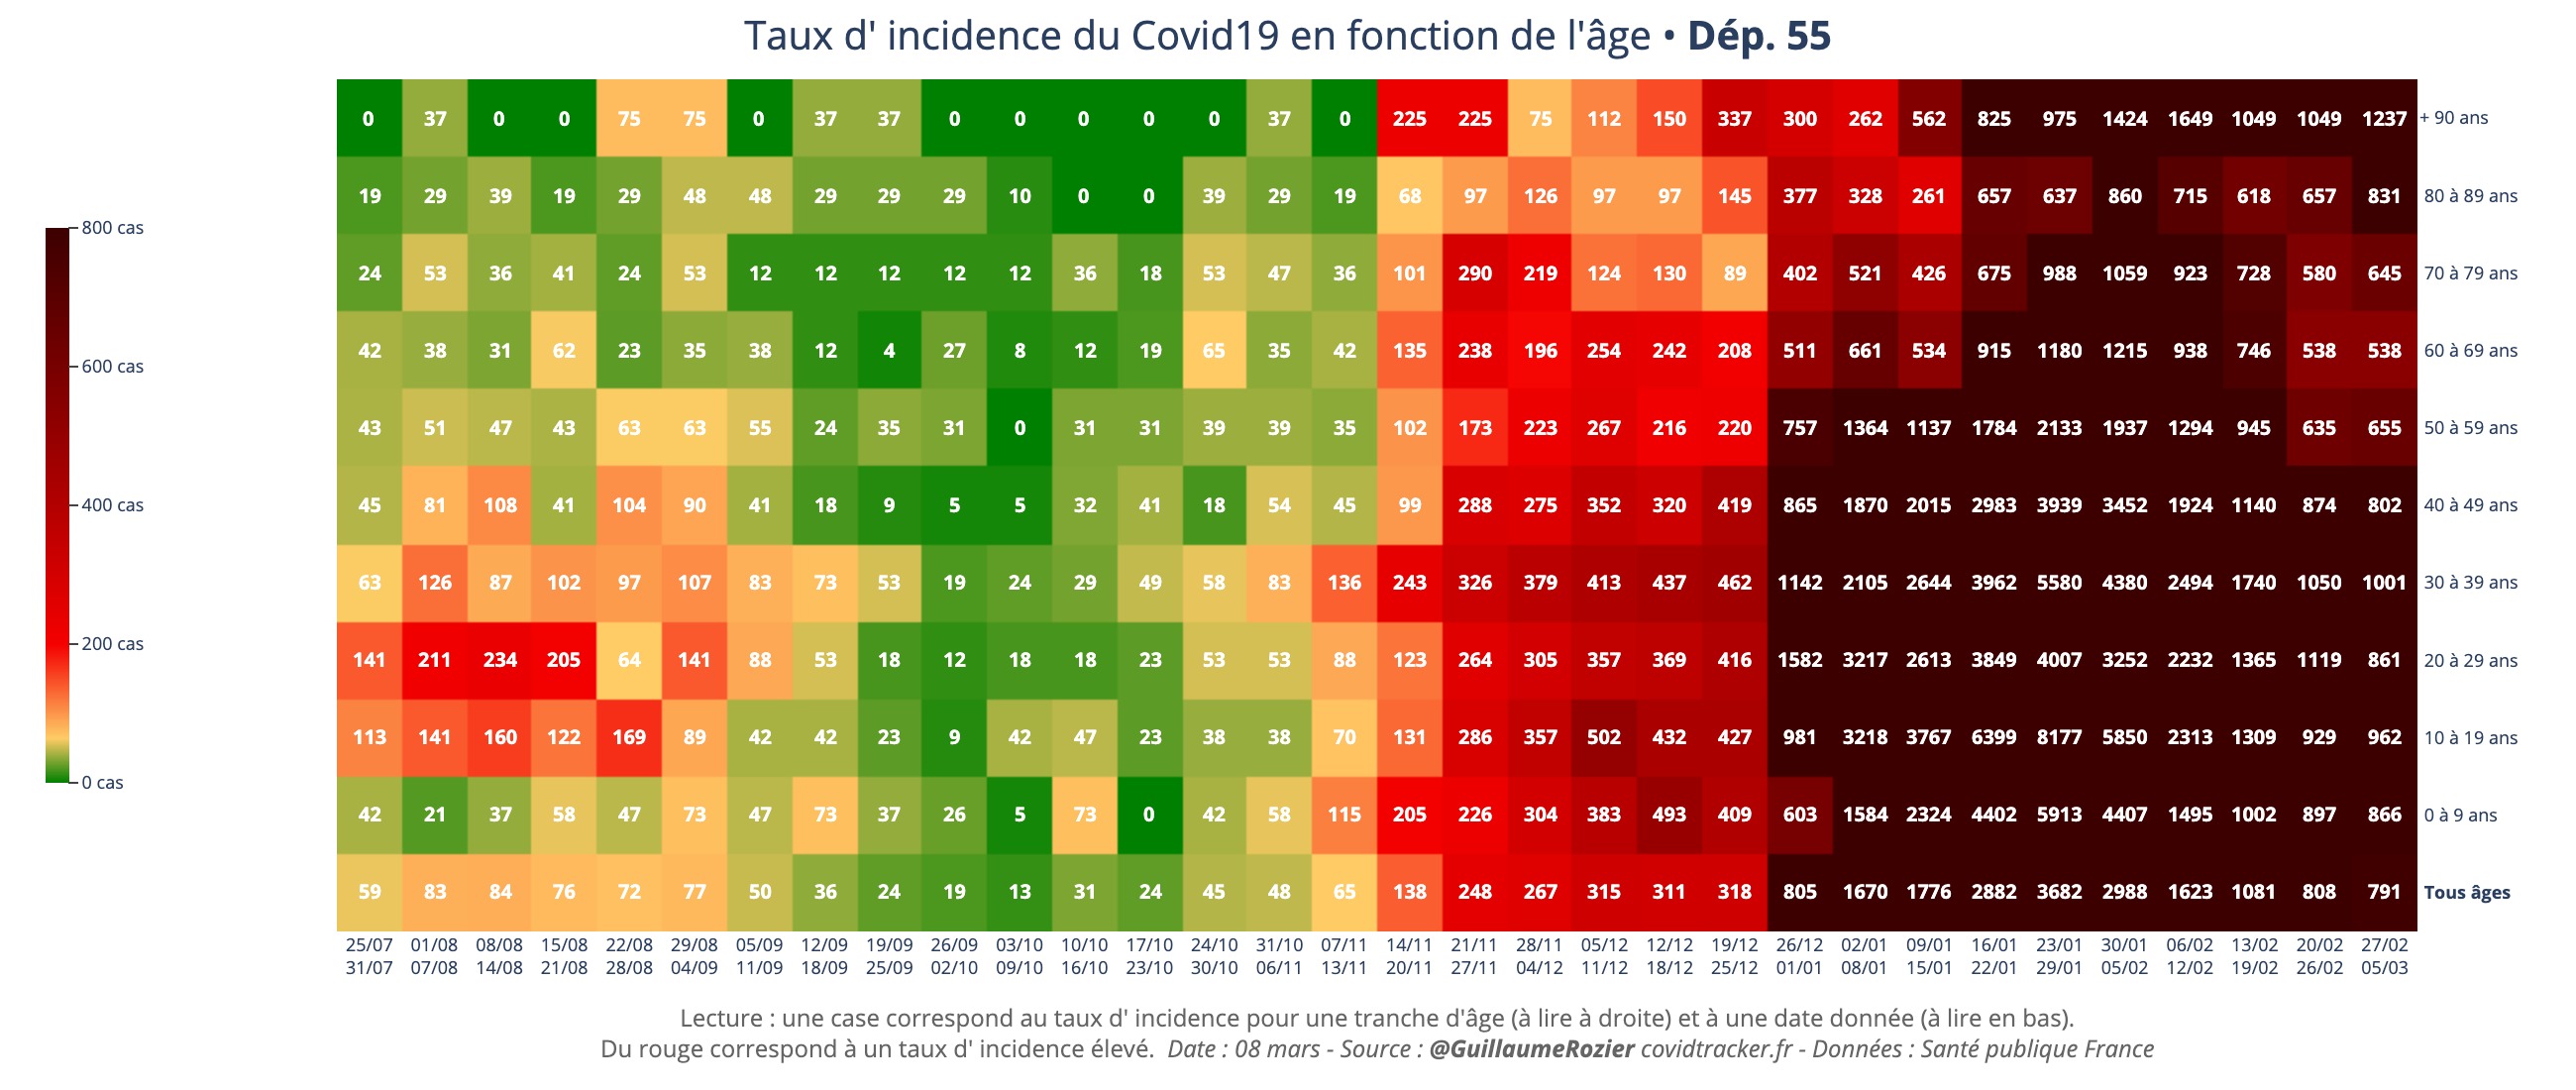 Taux d' incidence du Covid19 en fonction de l'âge • Dép. 55
0 37 0 0 75 75 0 37 37 0 0 0 0 0 37 0 225 225 75 112 150 337 300 262 562 825 975 1424 1649 1049 1049 1237 + 90 ans
19 29 39 19 29 48 48 29 29 29 10 0 0 39 29 19 68 97 126 97 97 145 377 328 261 657 637 860 715 618 657 831 80 à 89 ans
800 cas
24 53 36 41 24 53 12 12 12 12 12 36 18 53 47 36 101 290 219 124 130 89 402 521 426 675 988 1059 923 728 580 645 70 à 79 ans
42 38 31 62 23 35 38 12 4 27 8 12 19 65 35 42 135 238 196 254 242 208 511 661 534 915 1180 1215 938 746 538 538 60 à 69 ans
600 cas
43 51 47 43 63 63 55 24 35 31 0 31 31 39 39 35 102 173 223 267 216 220 757 1364 1137 1784 2133 1937 1294 945 635 655 50 à 59 ans
400 cas
45 81 108 41 104 90 41 18 9 5 5 32 41 18 54 45 99 288 275 352 320 419 865 1870 2015 2983 3939 3452 1924 1140 874 802 40 à 49 ans
63 126 87 102 97 107 83 73 53 19 24 29 49 58 83 136 243 326 379 413 437 462 1142 2105 2644 3962 5580 4380 2494 1740 1050 1001 30 à 39 ans
200 cas
141 211 234 205 64 141 88 53 18 12 18 18 23 53 53 88 123 264 305 357 369 416 1582 3217 2613 3849 4007 3252 2232 1365 1119 861 20 à 29 ans
113 141 160 122 169 89 42 42 23 9 42 47 23 38 38 70 131 286 357 502 432 427 981 3218 3767 6399 8177 5850 2313 1309 929 962 10 à 19 ans
0 cas
42 21 37 58 47 73 47 73 37 26 5 73 0 42 58 115 205 226 304 383 493 409 603 1584 2324 4402 5913 4407 1495 1002 897 866 0 à 9 ans
59 83 84 76 72 77 50 36 24 19 13 31 24 45 48 65 138 248 267 315 311 318 805 1670 1776 2882 3682 2988 1623 1081 808 791 Tous âges
25/07 01/08 08/08 15/08 22/08 29/08 05/09 12/09 19/09 26/09 03/10 10/10 17/10 24/10 31/10 07/11 14/11 21/11 28/11 05/12 12/12 19/12 26/12 02/01 09/01 16/01 23/01 30/01 06/02 13/02 20/02 27/02
31/07 07/08 14/08 21/08 28/08 04/09 11/09 18/09 25/09 02/10 09/10 16/10 23/10 30/10 06/11 13/11 20/11 27/11 04/12 11/12 18/12 25/12 01/01 08/01 15/01 22/01 29/01 05/02 12/02 19/02 26/02 05/03
Lecture : une case correspond au taux d' incidence pour une tranche d'âge (à lire à droite) et à une date donnée (à lire en bas).
Du rouge correspond à un taux d' incidence élevé. Date : 08 mars - Source : @GuillaumeRozier covidtracker.fr - Données : Santé publique France